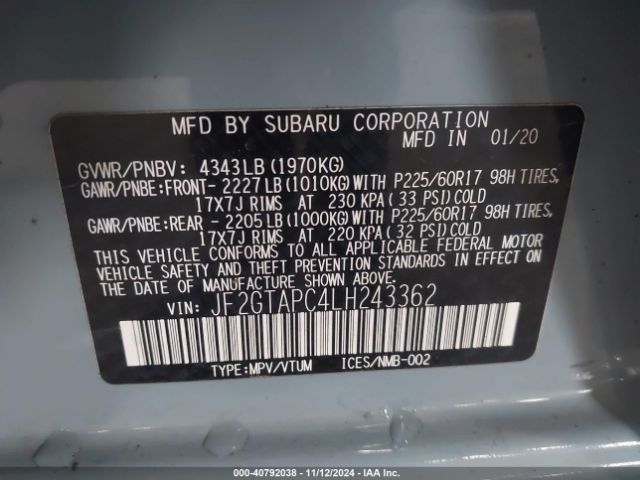 MFD BY SUBARU CORPORATION
MFD IN 01/20
GVWR/PNBV: 4343LB(1970KG)
GAWR/PNBE:FRONT- 2227LB(1010KG)WITH P225/60R17 98H TIRES,
17X7J RIMS AT 230 KPA( 33 PSI)COLD
GAWR/PNBE:REAR - 2205LB(1000KG)WITH P225/60R17 98H TIRES,
17X7J RIMS AT 220 KPA( 32 PSI)COLD
THIS VEHICLE CONFORMS TO ALL APPLICABLE FEDERAL MOTOR
VEHICLE SAFETY AND THEFT PREVENTION STANDARDS IN EFFECT ON
THE DATE OF MANUFACTURE SHOWN ABOVE.
VIN: JF2GTAPC4LH243362
TYPE:MPV/VTUM ICES/NMB-002
000-40792038 - 11/12/2024 - IAA Inc.